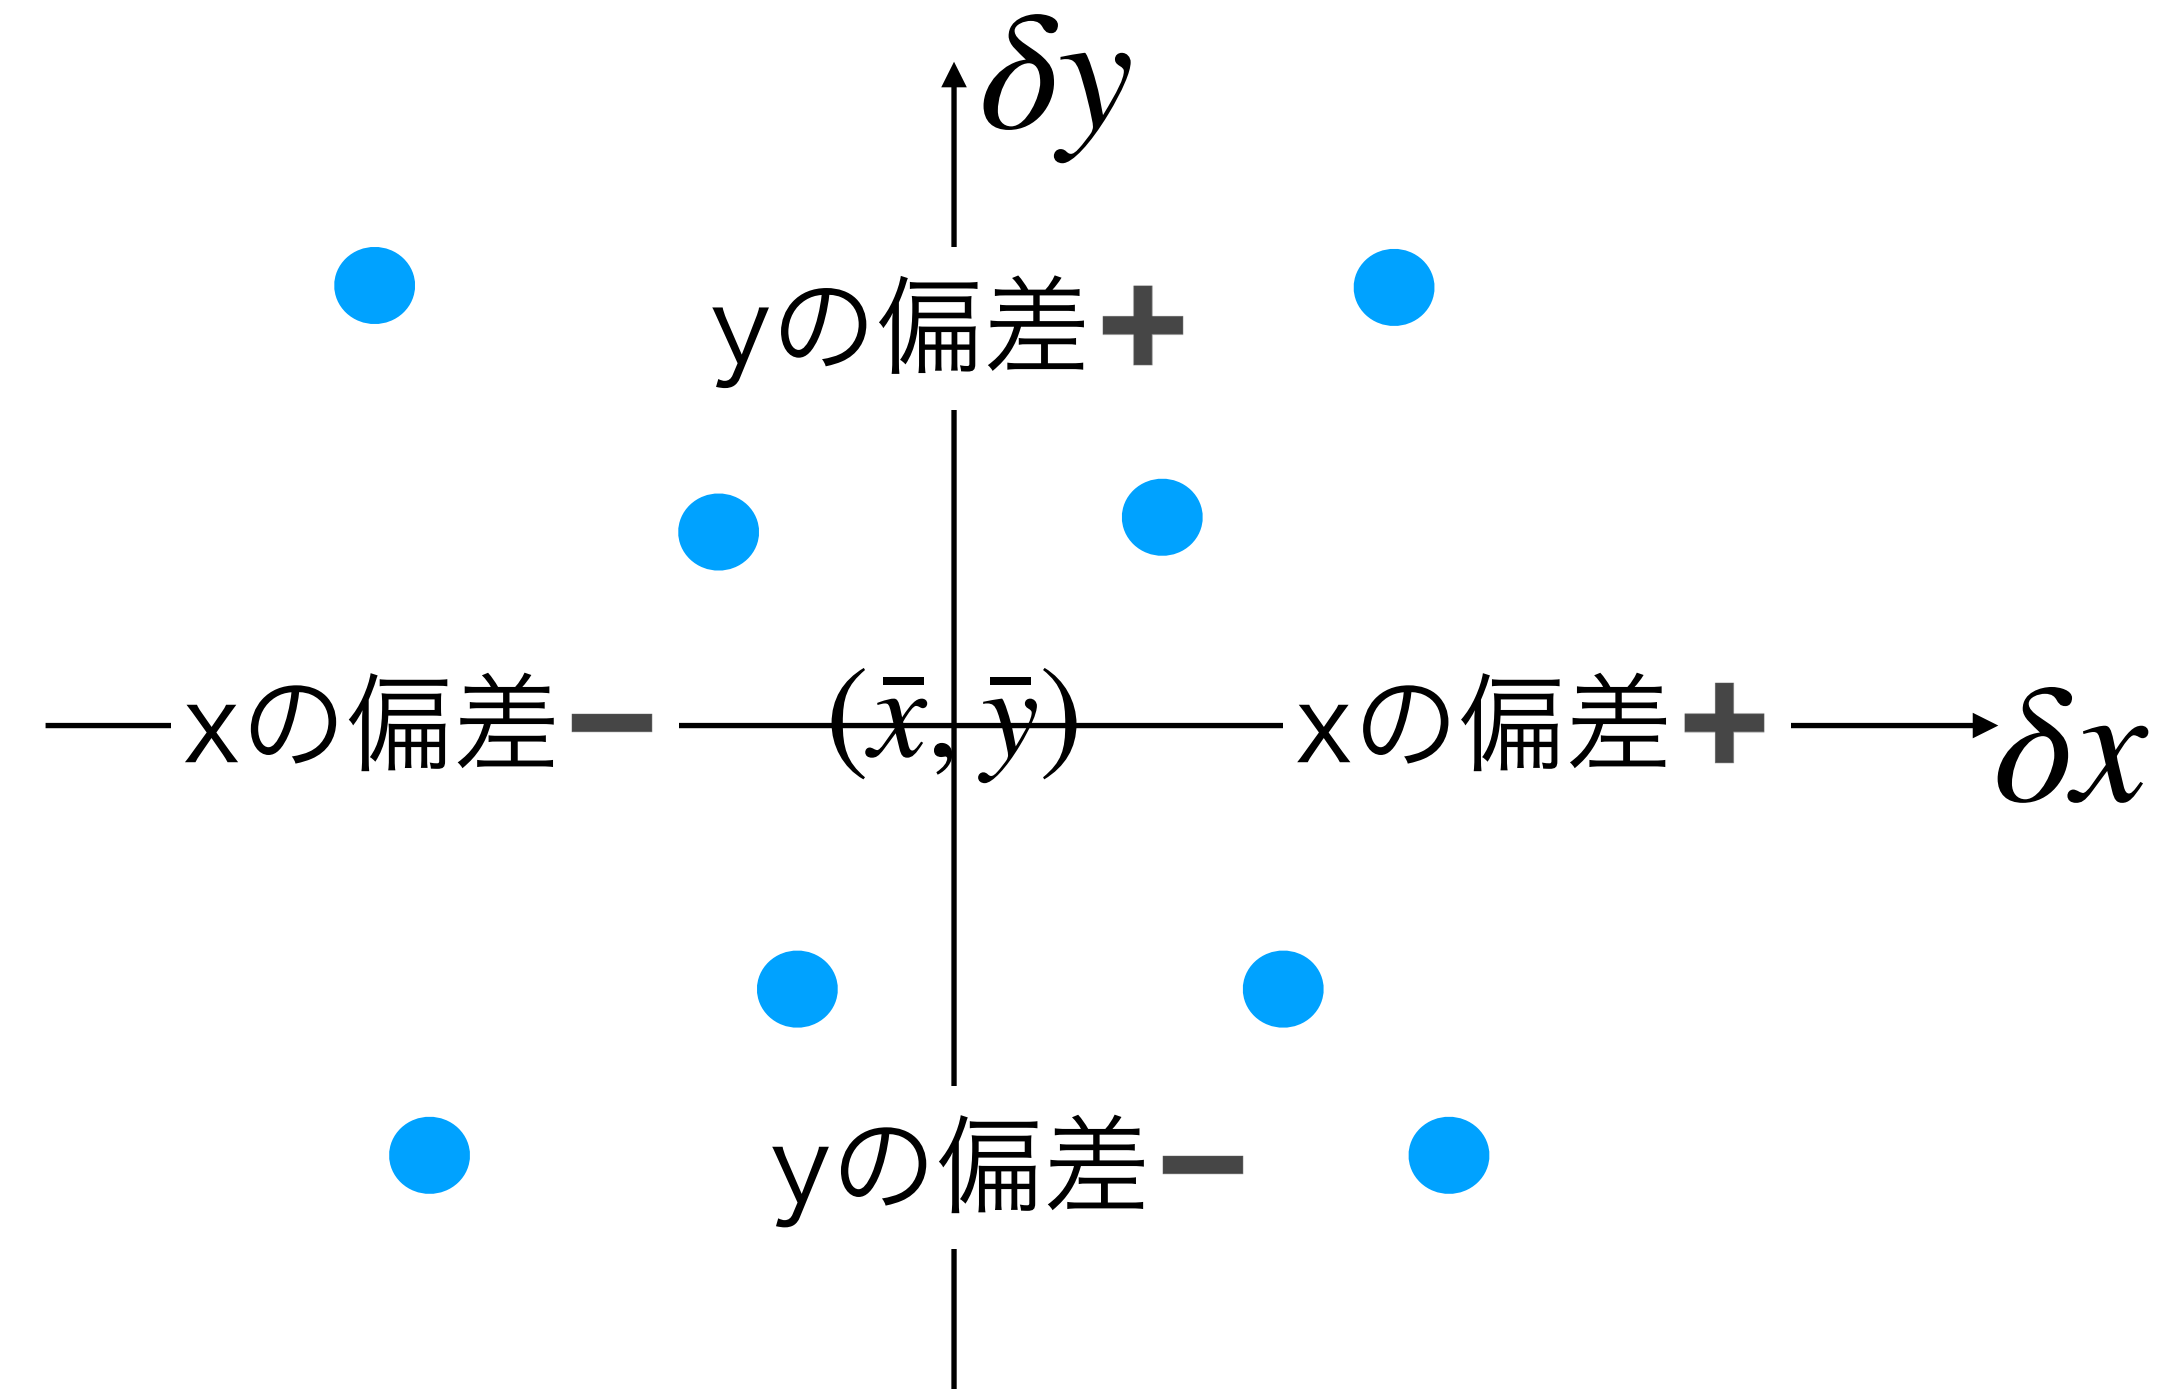 δy
yの偏差+
xの偏差−
(x̄, ȳ)
xの偏差+
δx
yの偏差−